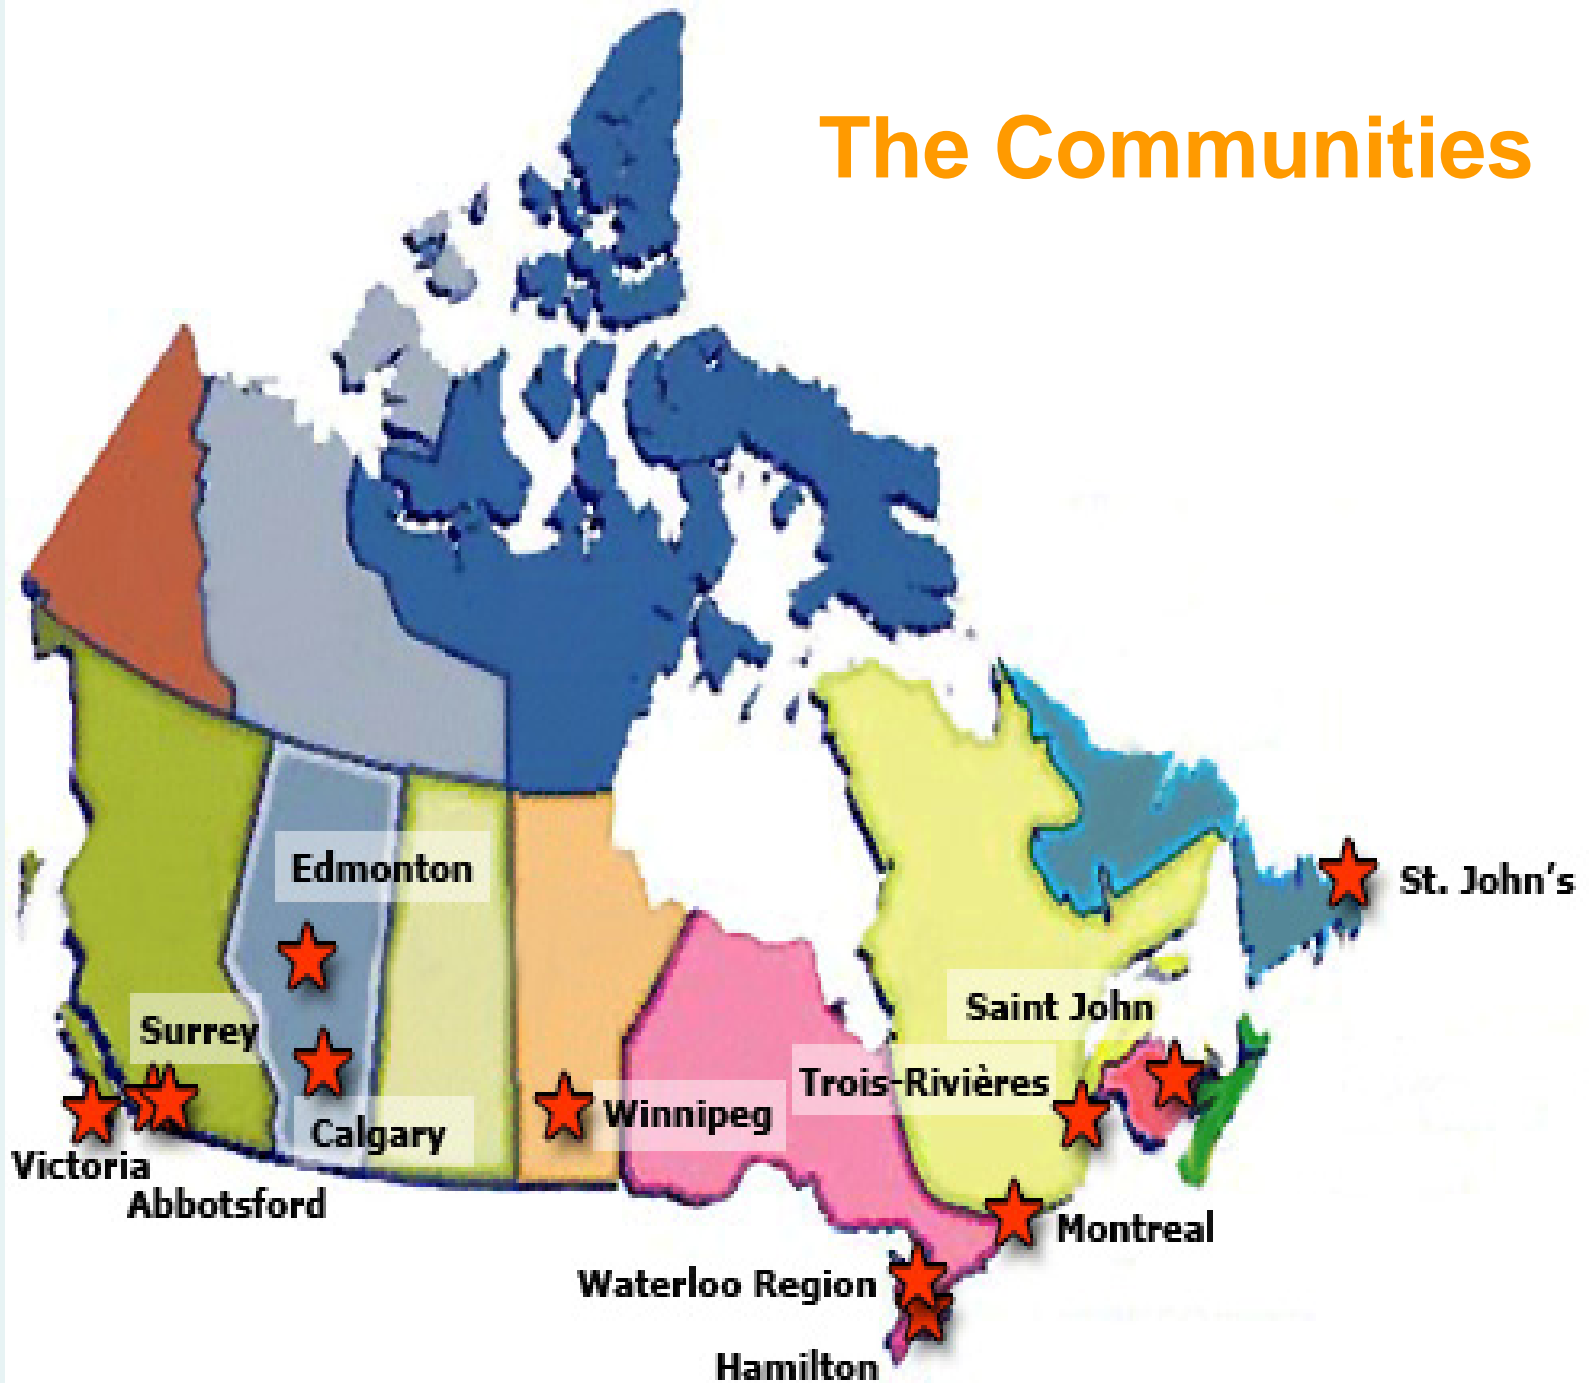 The Communities
Edmonton
St. John's
Saint John
Surrey
Trois-Rivières
Winnipeg
Calgary
Victoria
Abbotsford
Montreal
Waterloo Region
Hamilton